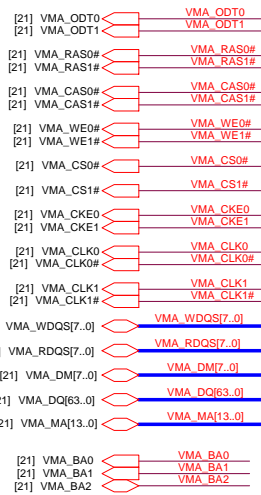 [21] VMA_ODT0 VMA_ODT0
[21] VMA_ODT1 VMA_ODT1
[21] VMA_RAS0# VMA_RAS0#
[21] VMA_RAS1# VMA_RAS1#
[21] VMA_CAS0# VMA_CAS0#
[21] VMA_CAS1# VMA_CAS1#
[21] VMA_WE0# VMA_WE0#
[21] VMA_WE1# VMA_WE1#
[21] VMA_CS0# VMA_CS0#
[21] VMA_CS1# VMA_CS1#
[21] VMA_CKE0 VMA_CKE0
[21] VMA_CKE1 VMA_CKE1
[21] VMA_CLK0 VMA_CLK0
[21] VMA_CLK0# VMA_CLK0#
[21] VMA_CLK1 VMA_CLK1
[21] VMA_CLK1# VMA_CLK1#
VMA_WDQS[7..0] VMA_WDQS[7..0]
] VMA_RDQS[7..0] VMA_RDQS[7..0]
[21] VMA_DM[7..0] VMA_DM[7..0]
21] VMA_DQ[63..0] VMA_DQ[63..0]
21] VMA_MA[13..0] VMA_MA[13..0]
[21] VMA_BA0 VMA_BA0
[21] VMA_BA1 VMA_BA1
[21] VMA_BA2 VMA_BA2